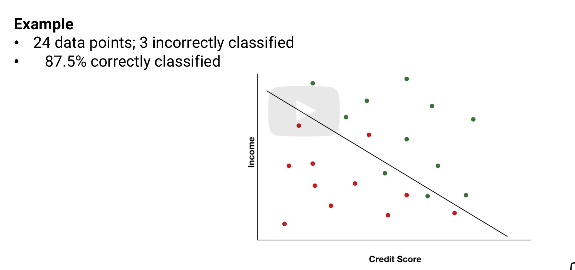 Example
• 24 data points; 3 incorrectly classified
• 87.5% correctly classified
Income
Credit Score